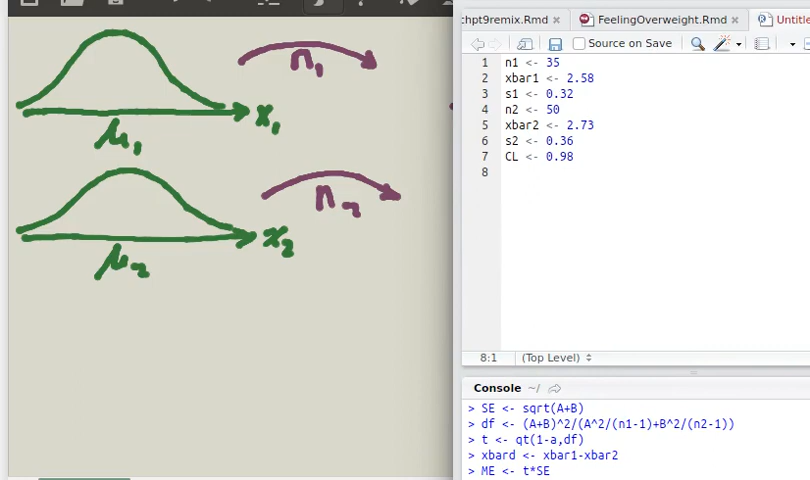 n1
x1
μ1
n2
x2
μ2
chpt9remix.Rmd × FeelingOverweight.Rmd × Untitle
Source on Save
1 n1 <- 35
2 xbar1 <- 2.58
3 s1 <- 0.32
4 n2 <- 50
5 xbar2 <- 2.73
6 s2 <- 0.36
7 CL <- 0.98
8
8:1 (Top Level)
Console ~/
> SE <- sqrt(A+B)
> df <- (A+B)^2/(A^2/(n1-1)+B^2/(n2-1))
> t <- qt(1-a,df)
> xbard <- xbar1-xbar2
> ME <- t*SE